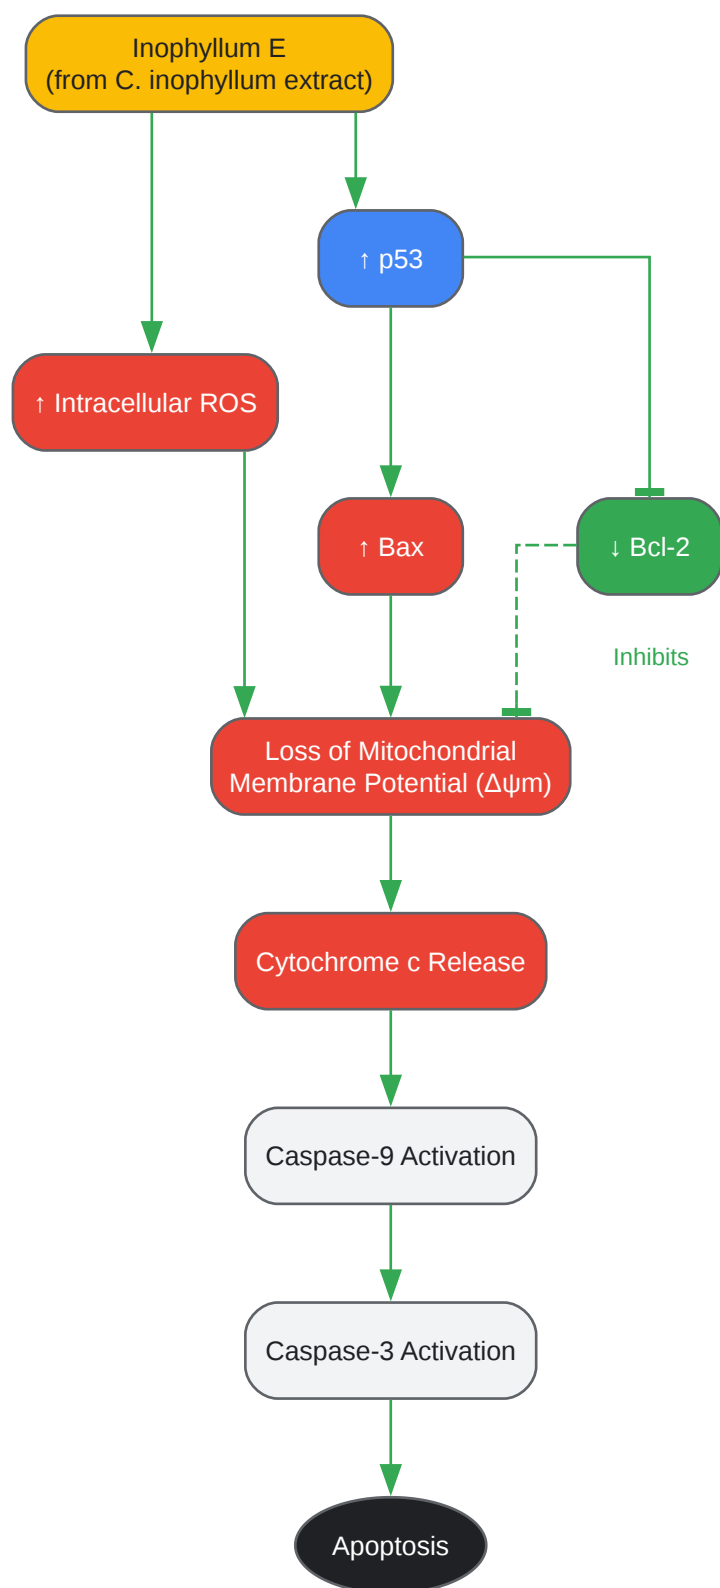 Inophyllum E
(from C. inophyllum extract)
↑ p53
↑ Intracellular ROS
↑ Bax
↓ Bcl-2
Inhibits
Loss of Mitochondrial
Membrane Potential (Δψm)
Cytochrome c Release
Caspase-9 Activation
Caspase-3 Activation
Apoptosis